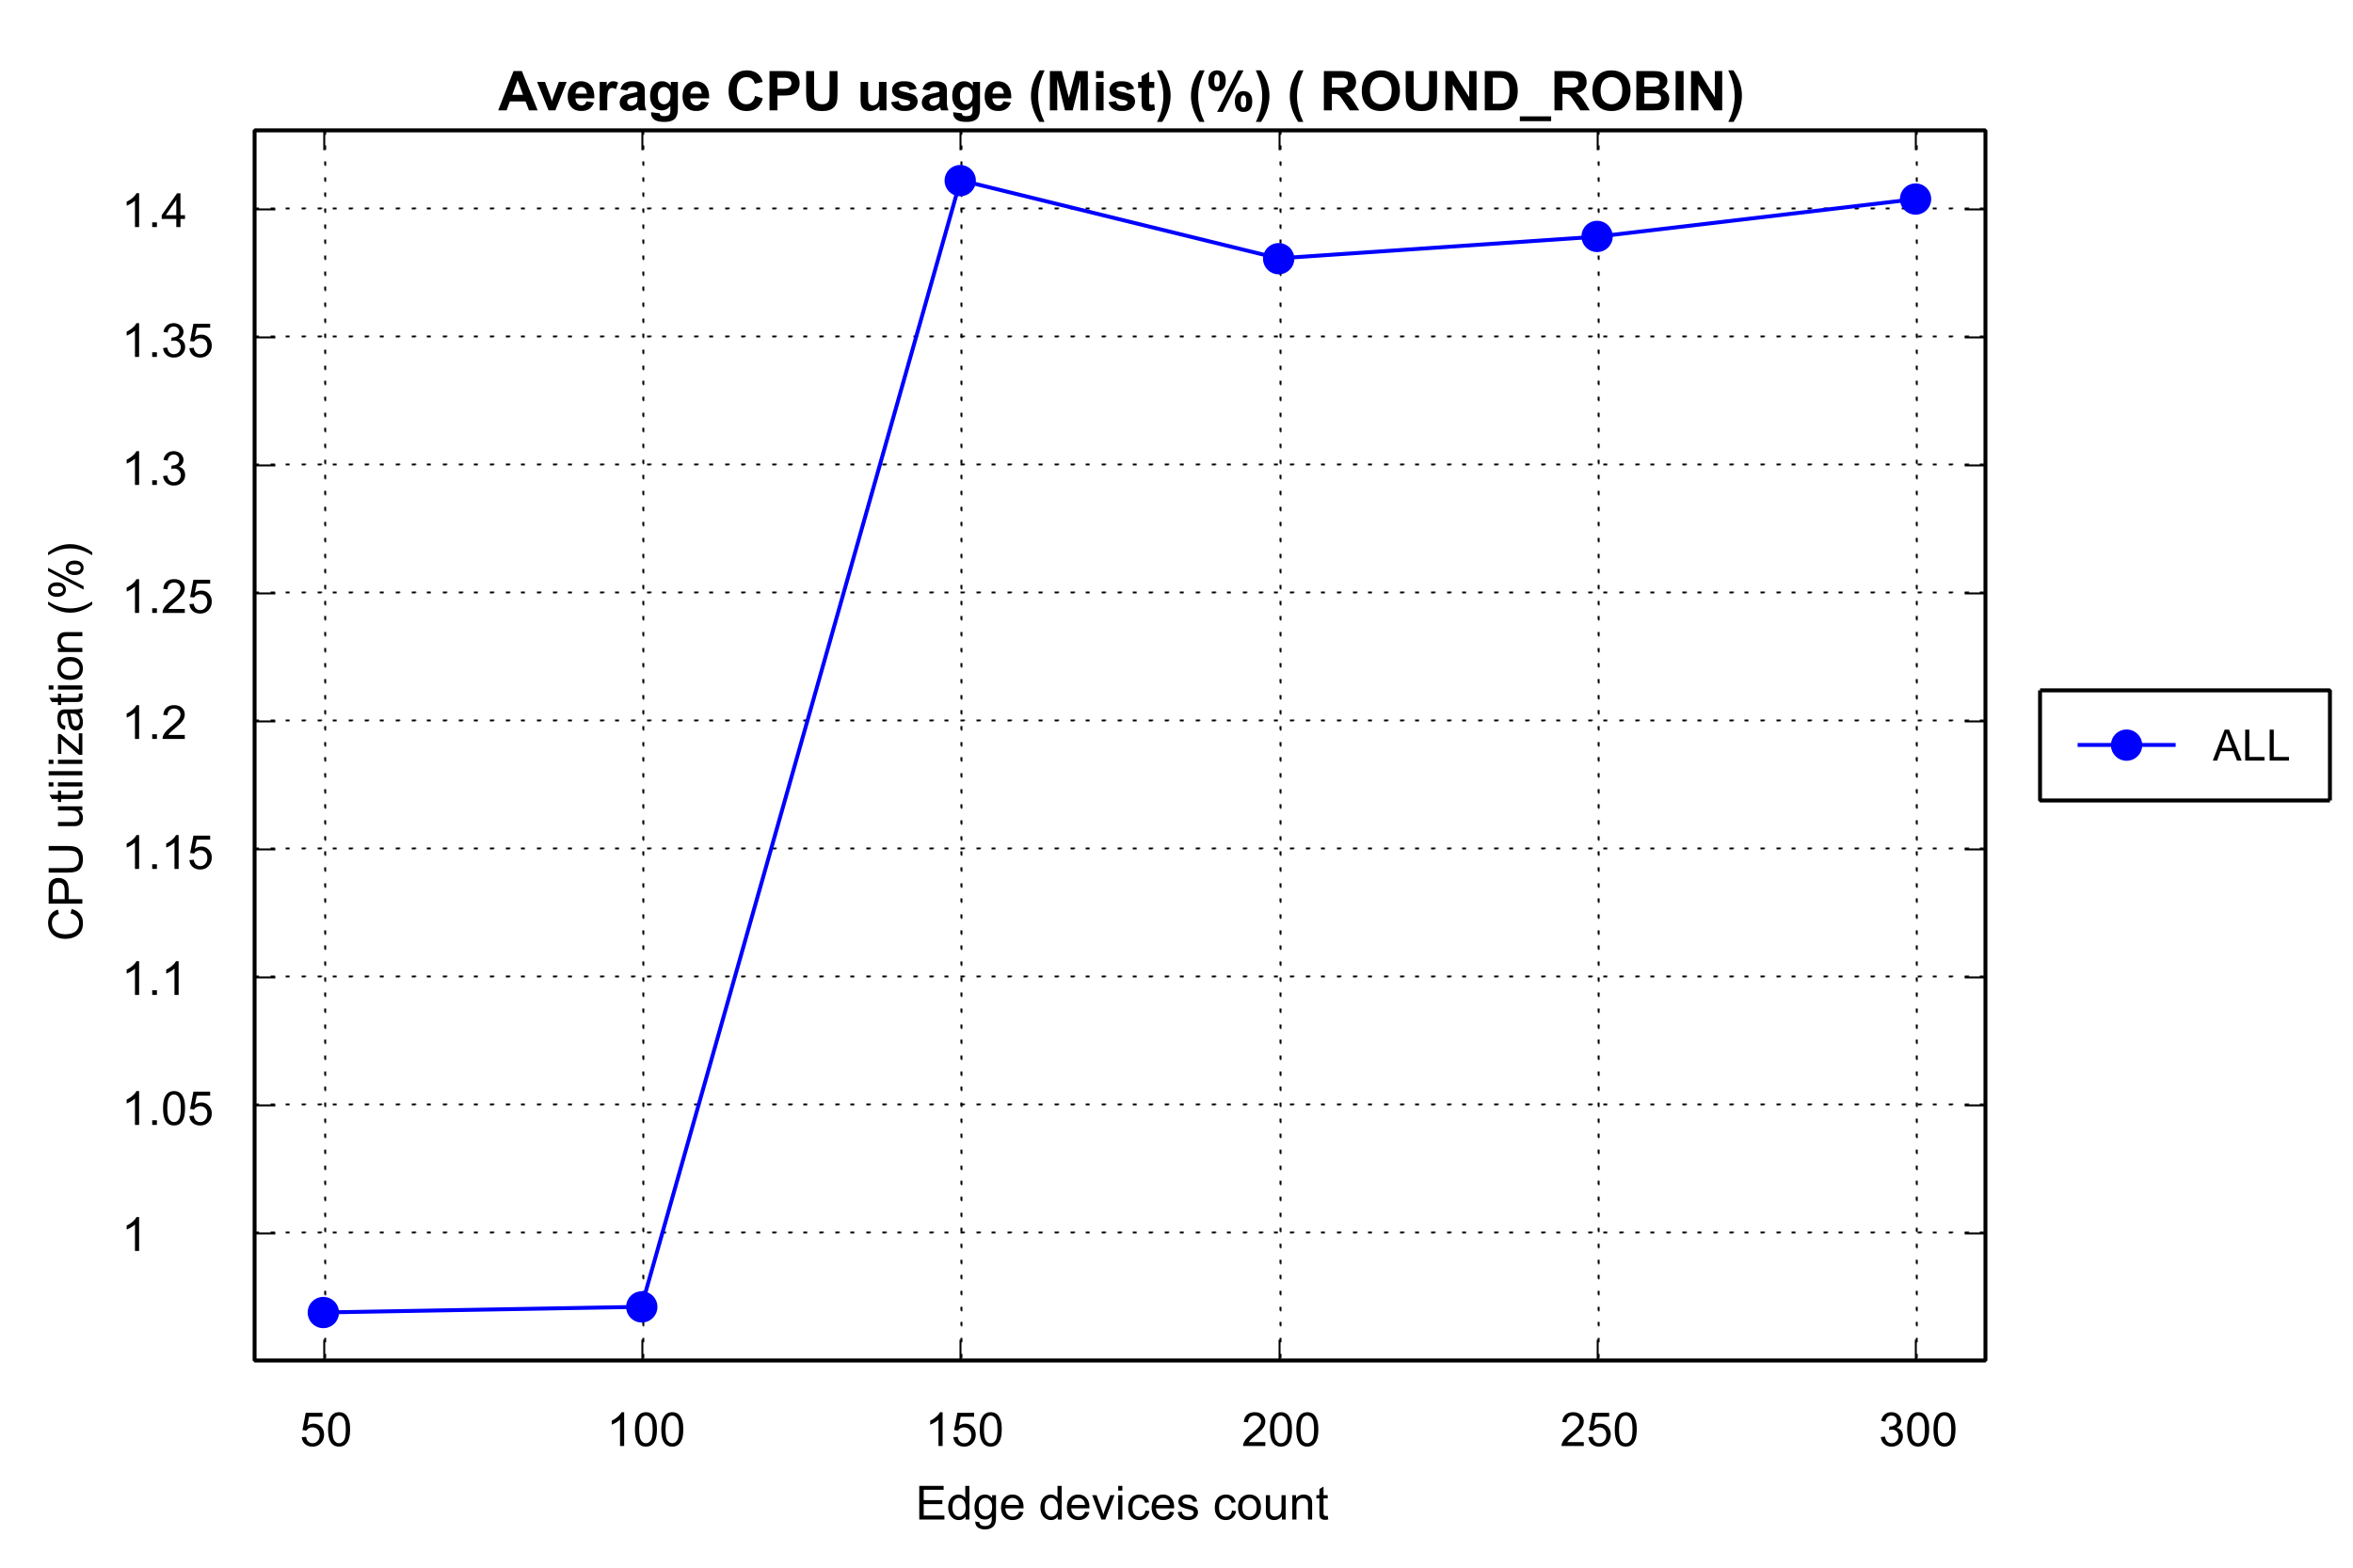 Average CPU usage (Mist) (%) ( ROUND_ROBIN)
CPU utilization (%)
1.4
1.35
1.3
1.25
1.2
1.15
1.1
1.05
1
50 100 150 200 250 300
Edge devices count
ALL